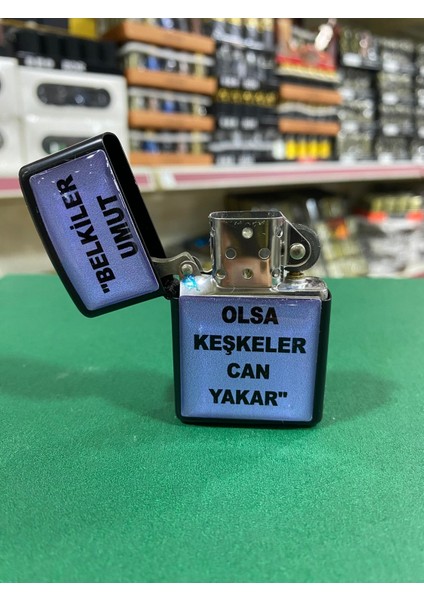 "BELKİLER
UMUT
OLSA
KEŞKELER
CAN
YAKAR"